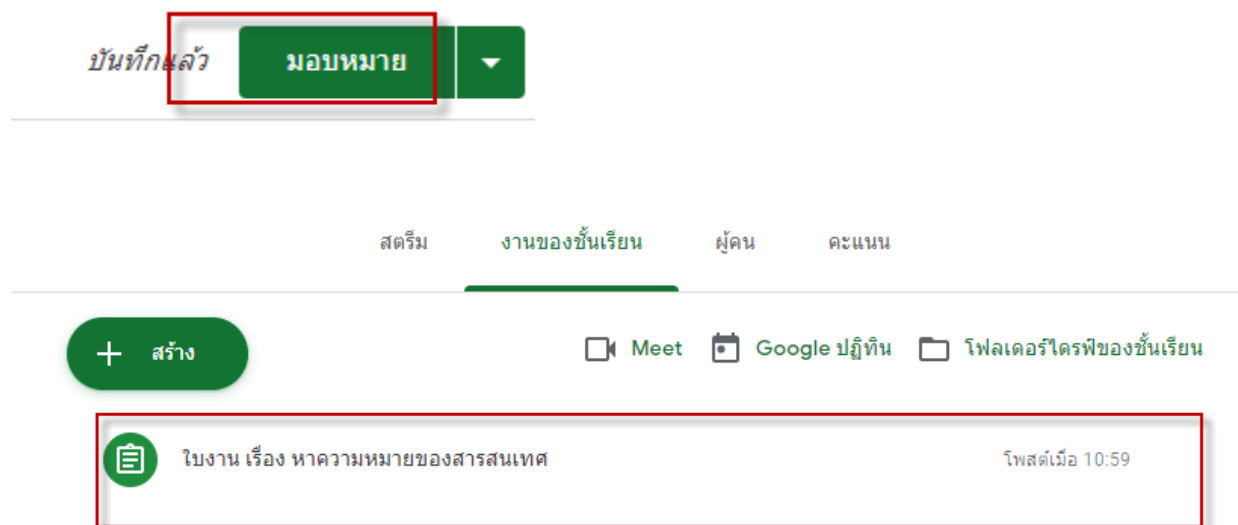 บันทึกแล้ว มอบหมาย
สตรีม งานของชั้นเรียน ผู้คน คะแนน
สร้าง Meet Google ปฏิทิน โฟลเดอร์ไดรฟ์ของชั้นเรียน
ใบงาน เรื่อง หาความหมายของสารสนเทศ โพสต์เมื่อ 10:59